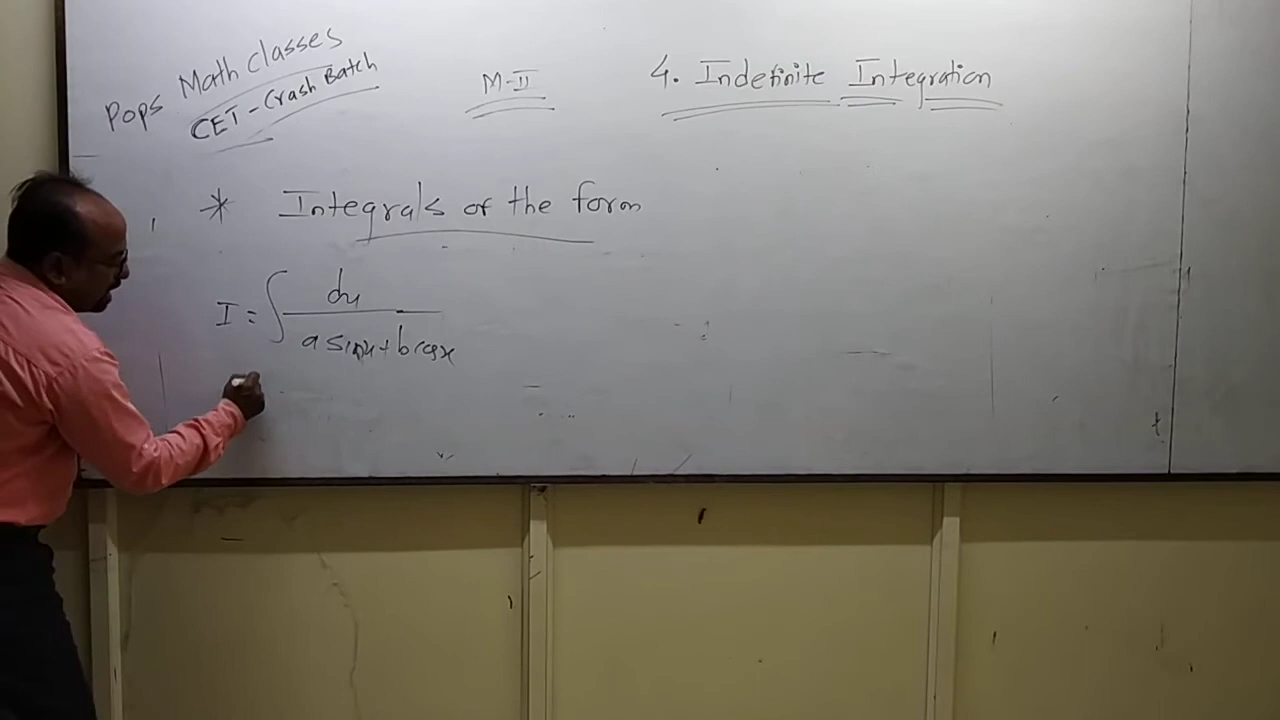 Pops Math Classes
CET - Crash Batch
M-II
4. Indefinite Integration
* Integrals of the form
I = ∫ dx / a sinx + b cosx